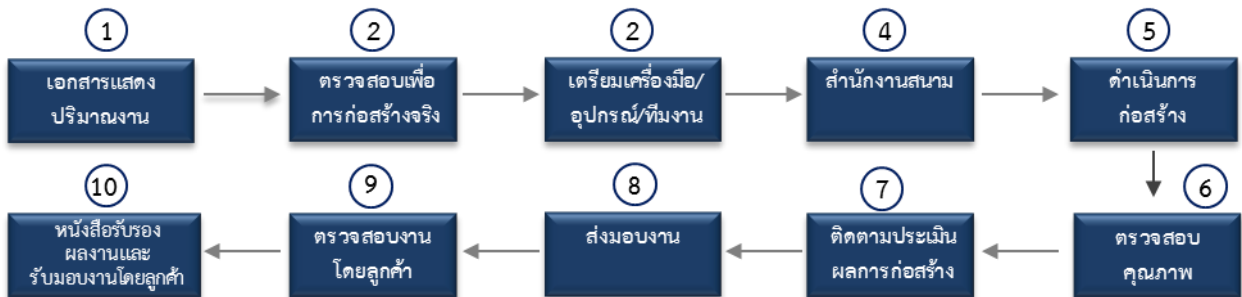 1
เอกสารแสดง
ปริมาณงาน
2
ตรวจสอบเพื่อ
การก่อสร้างจริง
2
เตรียมเครื่องมือ/
อุปกรณ์/ทีมงาน
4
สำนักงานสนาม
5
ดำเนินการ
ก่อสร้าง
6
ตรวจสอบ
คุณภาพ
7
ติดตามประเมิน
ผลการก่อสร้าง
8
ส่งมอบงาน
9
ตรวจสอบงาน
โดยลูกค้า
10
หนังสือรับรอง
ผลงานและ
รับมอบงานโดยลูกค้า